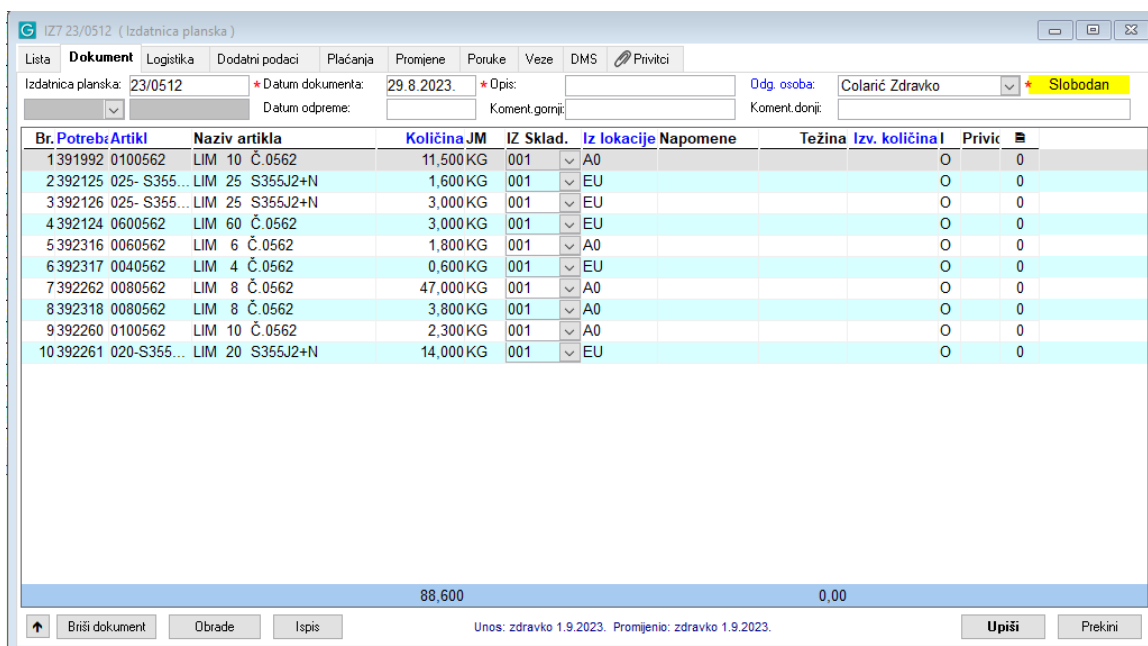 G IZ7 23/0512 ( Izdatnica planska )
Lista Dokument Logistika Dodatni podaci Plaćanja Promjene Poruke Veze DMS Privitci
Izdatnica planska: 23/0512 * Datum dokumenta: 29.8.2023. * Opis: Odg. osoba: Colarić Zdravko * Slobodan
Datum odpreme: Koment.gornji: Koment.donji:
Br. Potreba Artikl Naziv artikla Količina JM IZ Sklad. Iz lokacije Napomene Težina Izv. količina I Privic
1 391992 0100562 LIM 10 Č.0562 11,500 KG 001 A0 O 0
2 392125 025- S355... LIM 25 S355J2+N 1,600 KG 001 EU O 0
3 392126 025- S355... LIM 25 S355J2+N 3,000 KG 001 EU O 0
4 392124 0600562 LIM 60 Č.0562 3,000 KG 001 EU O 0
5 392316 0060562 LIM 6 Č.0562 1,800 KG 001 A0 O 0
6 392317 0040562 LIM 4 Č.0562 0,600 KG 001 EU O 0
7 392262 0080562 LIM 8 Č.0562 47,000 KG 001 A0 O 0
8 392318 0080562 LIM 8 Č.0562 3,800 KG 001 A0 O 0
9 392260 0100562 LIM 10 Č.0562 2,300 KG 001 A0 O 0
10 392261 020-S355... LIM 20 S355J2+N 14,000 KG 001 EU O 0
88,600 0,00
Briši dokument Obrade Ispis Unos: zdravko 1.9.2023. Promijenio: zdravko 1.9.2023. Upiši Prekini